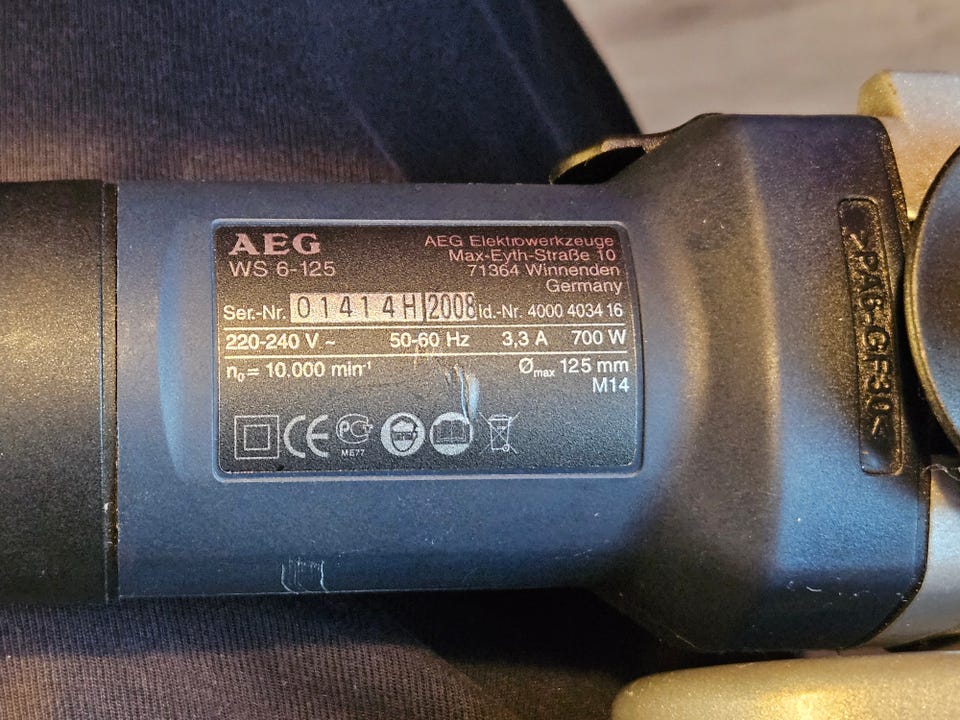 AEG
WS 6-125
AEG Elektrowerkzeuge
Max-Eyth-Straße 10
71364 Winnenden
Germany
Ser.-Nr. 01414H 2008 Id.-Nr. 4000 4034 16
220-240 V ~ 50-60 Hz 3,3 A 700 W
n₀ = 10.000 min⁻¹ Ømax 125 mm
M14
CE
ME77
>PA6-GF30<